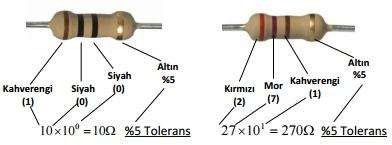 Kahverengi
(1)
Siyah
(0)
Siyah
(0)
Altın
%5
10×10⁰=10Ω %5 Tolerans
Kırmızı
(2)
Mor
(7)
Kahverengi
(1)
Altın
%5
27×10¹=270Ω %5 Tolerans